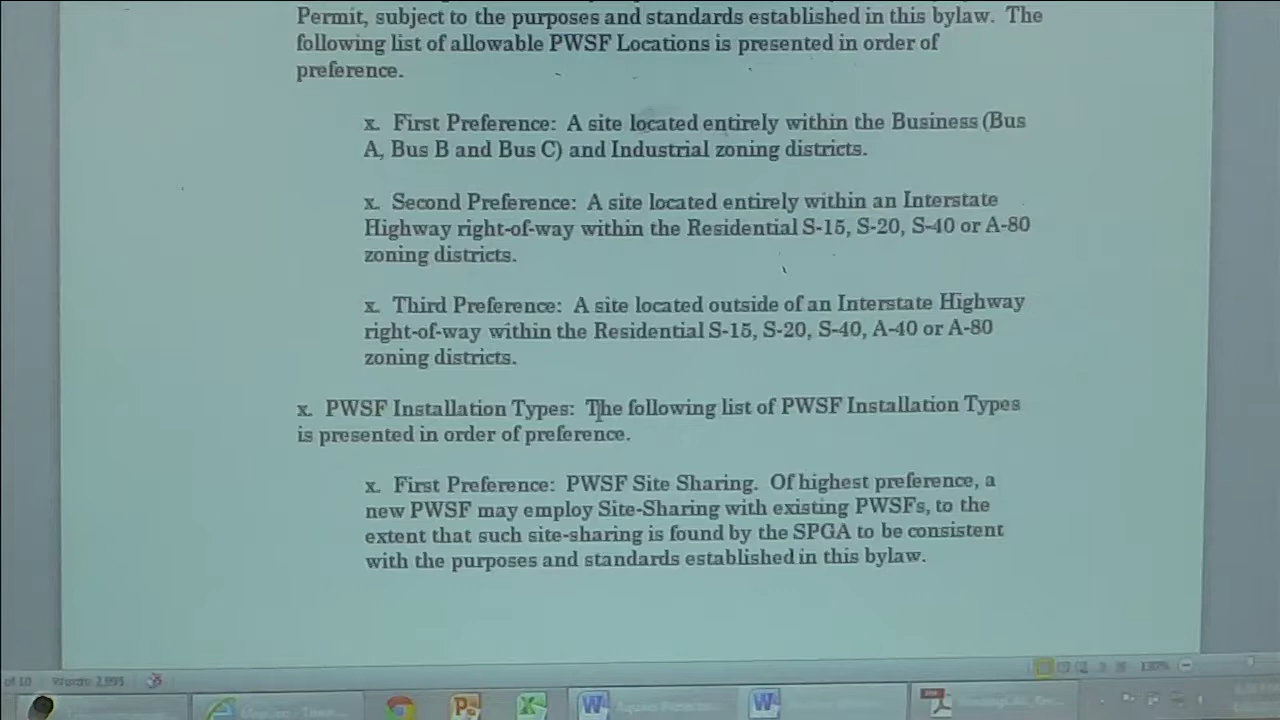 Permit, subject to the purposes and standards established in this bylaw. The
following list of allowable PWSF Locations is presented in order of
preference.
x. First Preference: A site located entirely within the Business (Bus
A, Bus B and Bus C) and Industrial zoning districts.
x. Second Preference: A site located entirely within an Interstate
Highway right-of-way within the Residential S-15, S-20, S-40 or A-80
zoning districts.
x. Third Preference: A site located outside of an Interstate Highway
right-of-way within the Residential S-15, S-20, S-40, A-40 or A-80
zoning districts.
x. PWSF Installation Types: The following list of PWSF Installation Types
is presented in order of preference.
x. First Preference: PWSF Site Sharing. Of highest preference, a
new PWSF may employ Site-Sharing with existing PWSFs, to the
extent that such site-sharing is found by the SPGA to be consistent
with the purposes and standards established in this bylaw.
of 10 Words: 2,995
130%